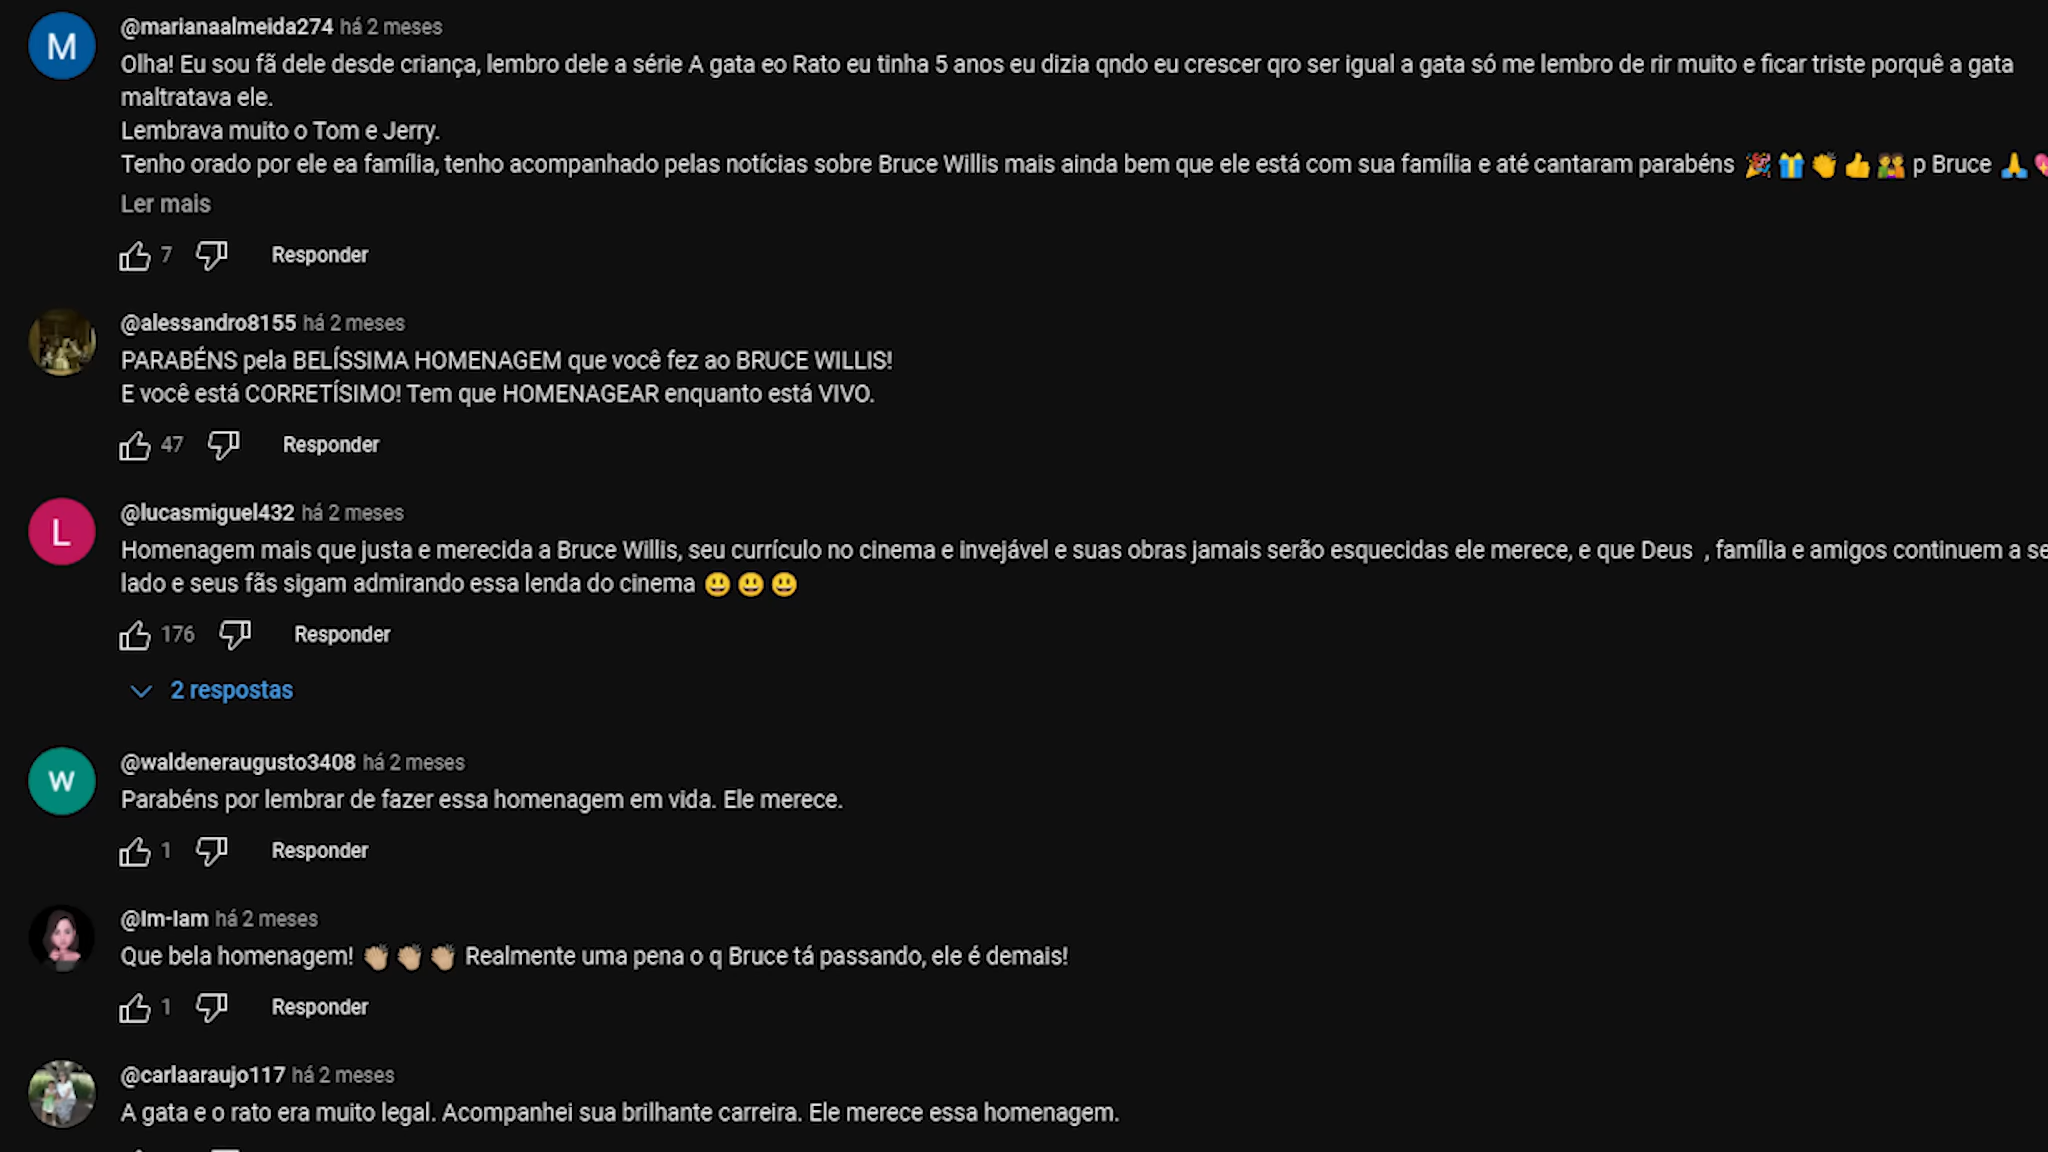 M
@marianaalmeida274 há 2 meses
Olha! Eu sou fã dele desde criança, lembro dele a série A gata eo Rato eu tinha 5 anos eu dizia qndo eu crescer qro ser igual a gata só me lembro de rir muito e ficar triste porquê a gata
maltratava ele.
Lembrava muito o Tom e Jerry.
Tenho orado por ele ea família, tenho acompanhado pelas notícias sobre Bruce Willis mais ainda bem que ele está com sua família e até cantaram parabéns 🎉🎁👏👍👩‍❤️‍👨 p Bruce 🙏💖
Ler mais
7 Responder
@alessandro8155 há 2 meses
PARABÉNS pela BELÍSSIMA HOMENAGEM que você fez ao BRUCE WILLIS!
E você está CORRETÍSIMO! Tem que HOMENAGEAR enquanto está VIVO.
47 Responder
L
@lucasmiguel432 há 2 meses
Homenagem mais que justa e merecida a Bruce Willis, seu currículo no cinema e invejável e suas obras jamais serão esquecidas ele merece, e que Deus , família e amigos continuem a se
lado e seus fãs sigam admirando essa lenda do cinema 😃😃😃
176 Responder
2 respostas
W
@waldeneraugusto3408 há 2 meses
Parabéns por lembrar de fazer essa homenagem em vida. Ele merece.
1 Responder
@Im-Iam há 2 meses
Que bela homenagem! 👏🏼👏🏼👏🏼 Realmente uma pena o q Bruce tá passando, ele é demais!
1 Responder
@carlaaraujo117 há 2 meses
A gata e o rato era muito legal. Acompanhei sua brilhante carreira. Ele merece essa homenagem.